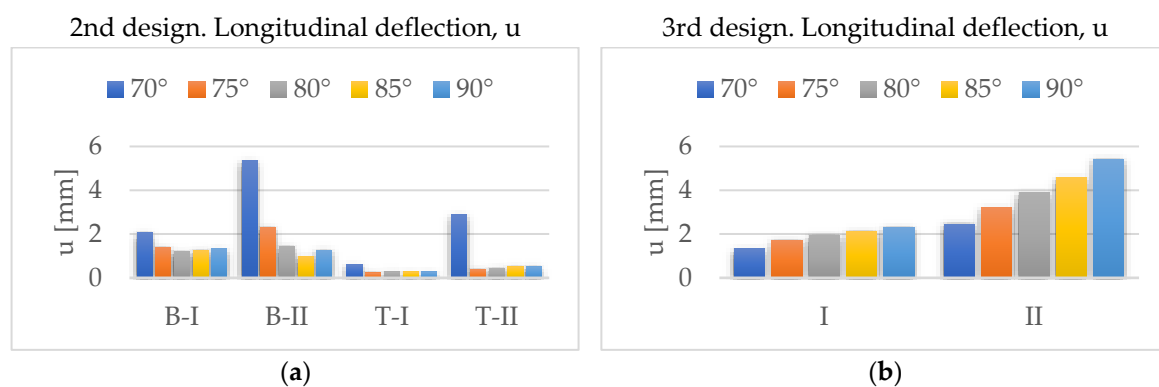 2nd design. Longitudinal deflection, u
70° 75° 80° 85° 90°
u [mm]
6
4
2
0
B-I B-II T-I T-II
(a)
3rd design. Longitudinal deflection, u
70° 75° 80° 85° 90°
u [mm]
6
4
2
0
I II
(b)